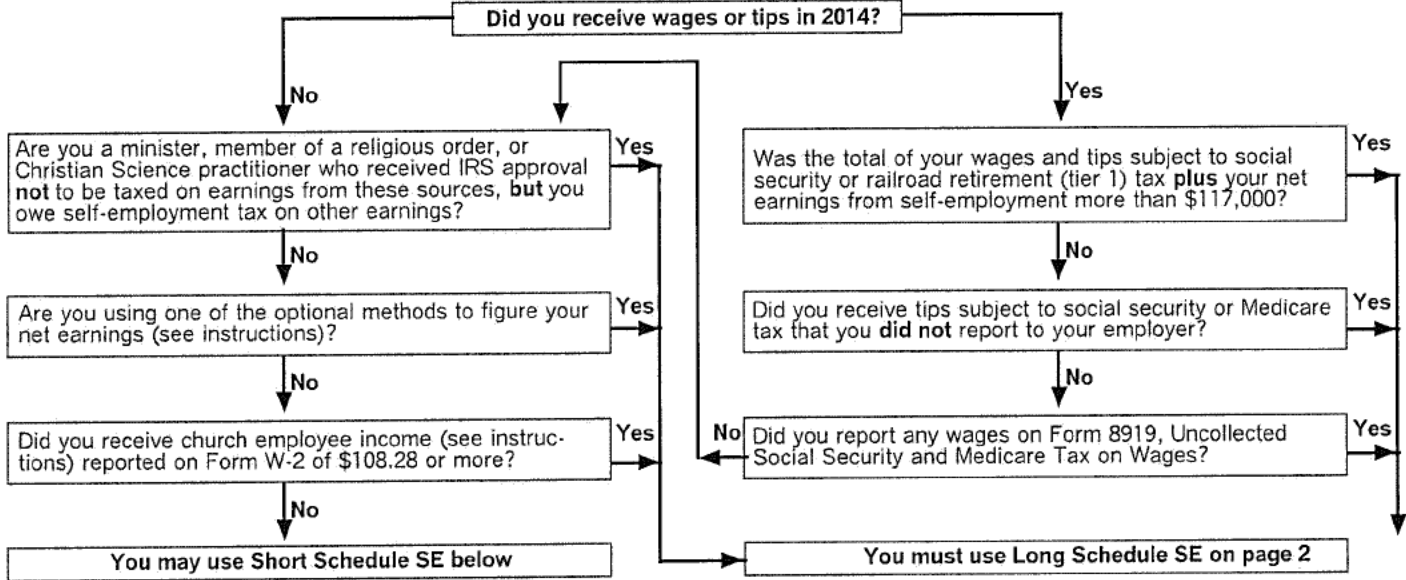 Did you receive wages or tips in 2014?
No
Yes
Are you a minister, member of a religious order, or
Christian Science practitioner who received IRS approval
not to be taxed on earnings from these sources, but you
owe self-employment tax on other earnings?
Yes
Was the total of your wages and tips subject to social
security or railroad retirement (tier 1) tax plus your net
earnings from self-employment more than $117,000?
Yes
No
No
Are you using one of the optional methods to figure your
net earnings (see instructions)?
Yes
Did you receive tips subject to social security or Medicare
tax that you did not report to your employer?
Yes
No
No
Did you receive church employee income (see instruc-
tions) reported on Form W-2 of $108.28 or more?
Yes
No
Did you report any wages on Form 8919, Uncollected
Social Security and Medicare Tax on Wages?
Yes
No
You may use Short Schedule SE below
You must use Long Schedule SE on page 2